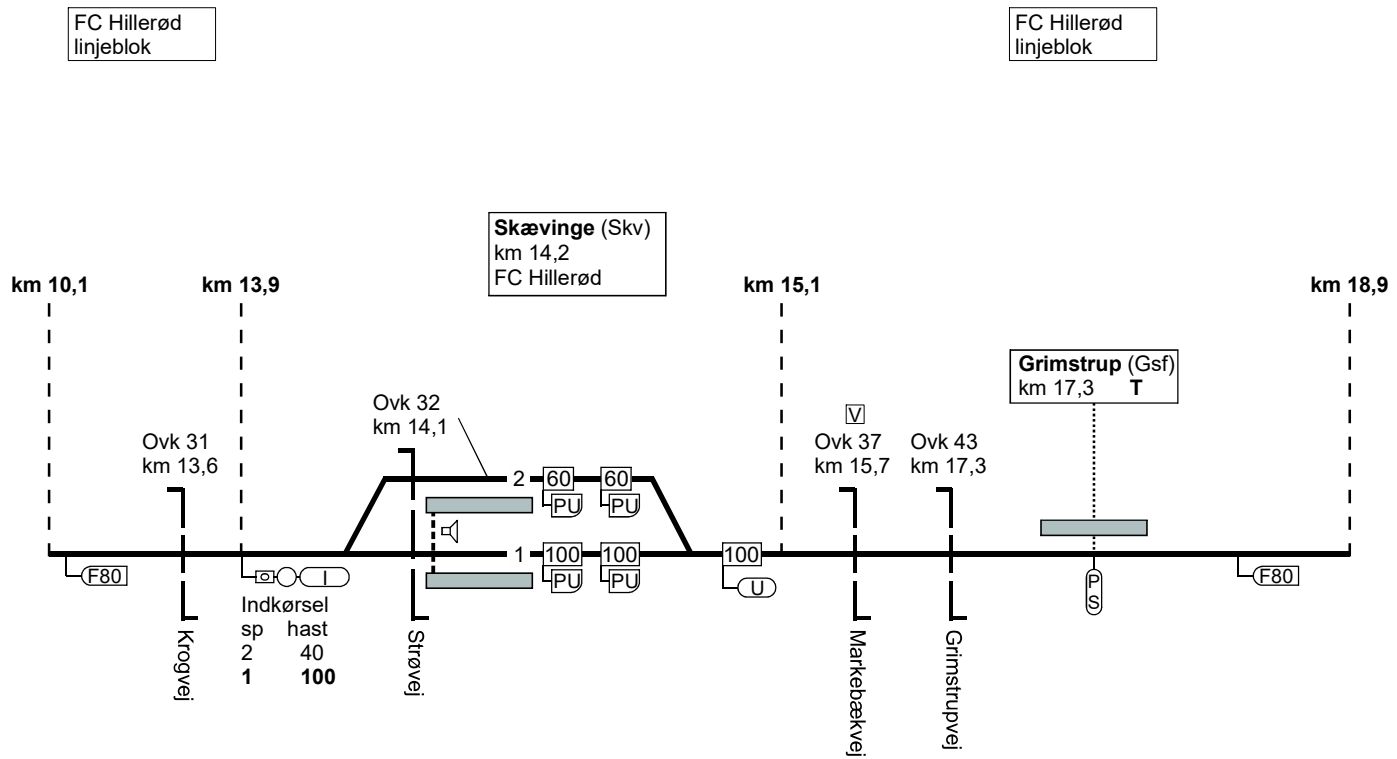 FC Hillerød
linjeblok
FC Hillerød
linjeblok
Skævinge (Skv)
km 14,2
FC Hillerød
km 10,1
km 13,9
km 15,1
km 18,9
Grimstrup (Gsf)
km 17,3 T
Ovk 32
km 14,1
V
Ovk 31
km 13,6
Ovk 37
km 15,7
Ovk 43
km 17,3
2 60 60
PU PU
1 100 100 100
F80
I
PU PU
U
P
S
F80
Indkørsel
sp hast
2 40
1 100
Krogvej
Strøvej
Markebækvej
Grimstrupvej